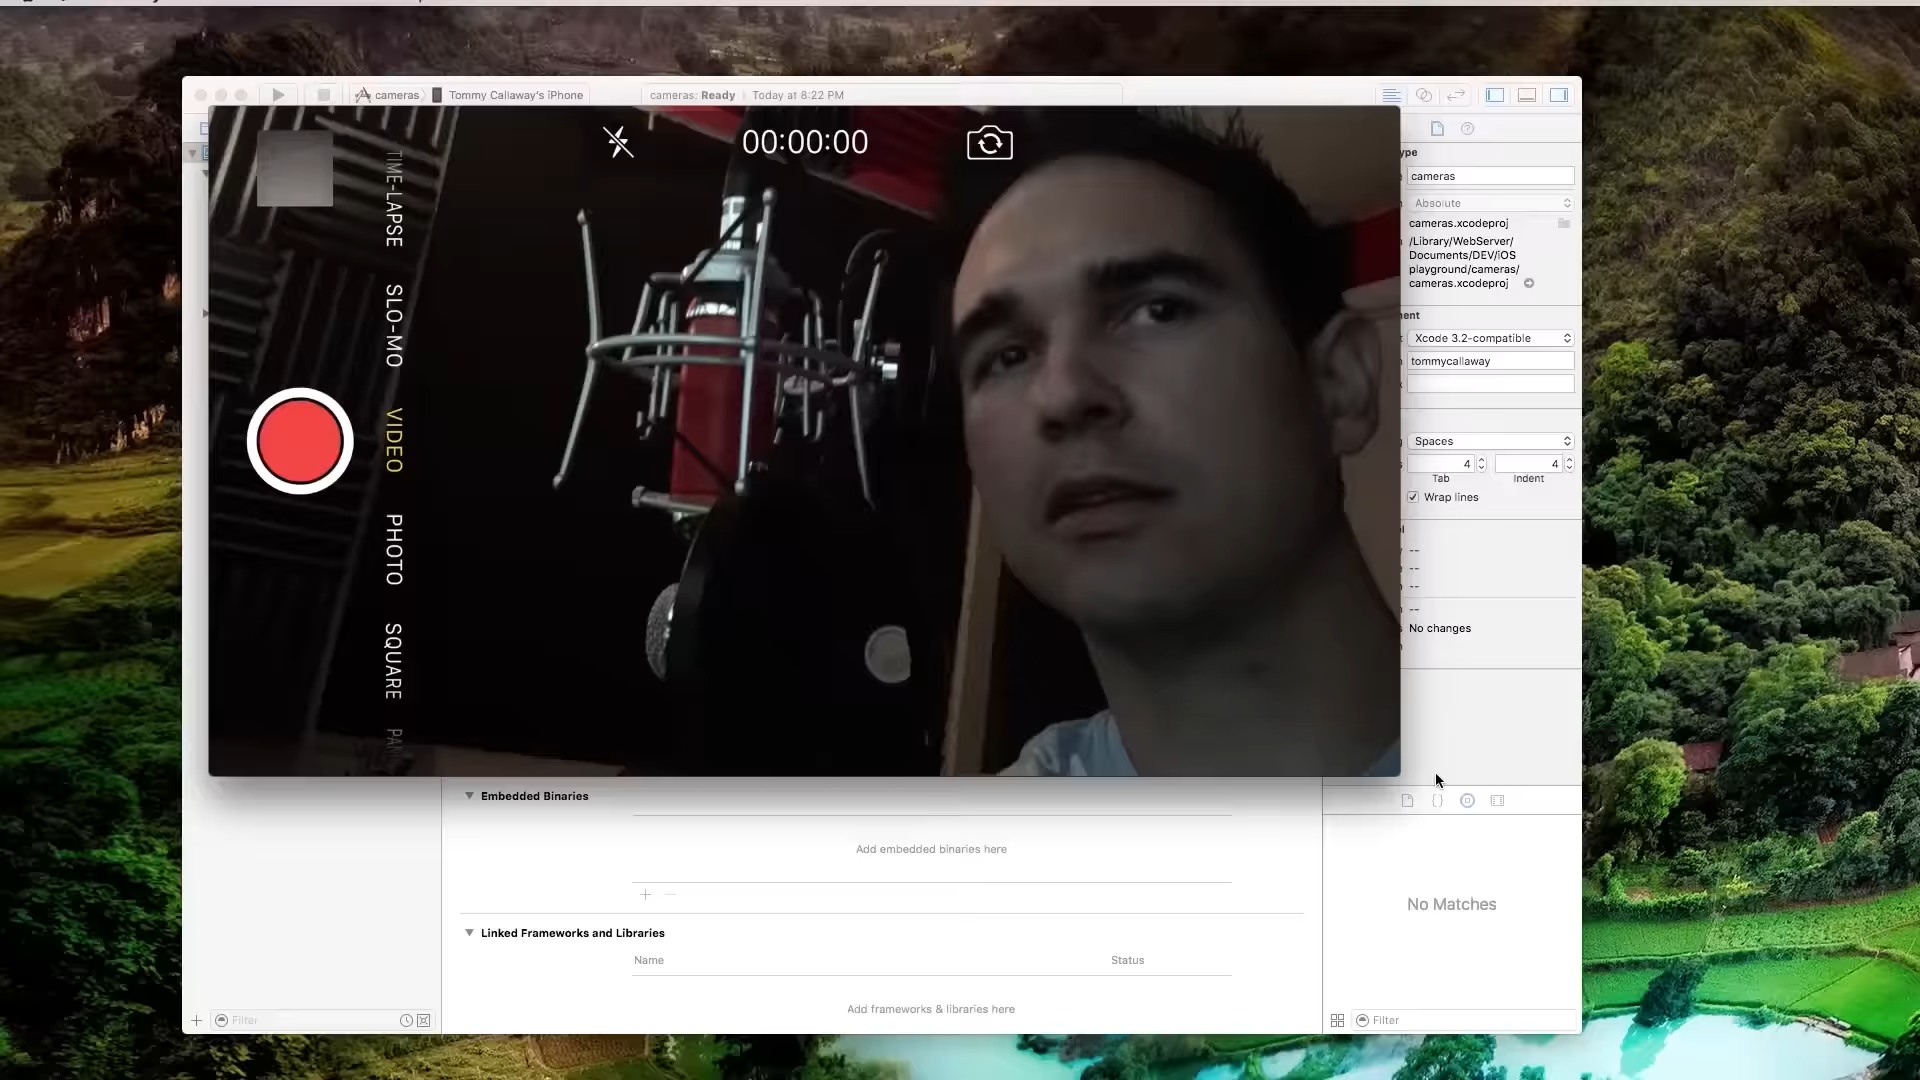 cameras
Tommy Callaway's iPhone
cameras: Ready
Today at 8:22 PM
00:00:00
TIME-LAPSE
SLO-MO
VIDEO
PHOTO
SQUARE
cameras
Absolute
cameras.xcodeproj
/Library/WebServer/
Documents/DEV/iOS
playground/cameras/
cameras.xcodeproj
Xcode 3.2-compatible
tommycallaway
Spaces
4
4
Tab
Indent
Wrap lines
--
--
--
--
No changes
Embedded Binaries
Add embedded binaries here
Linked Frameworks and Libraries
Name
Status
Add frameworks & libraries here
No Matches
Filter
Filter